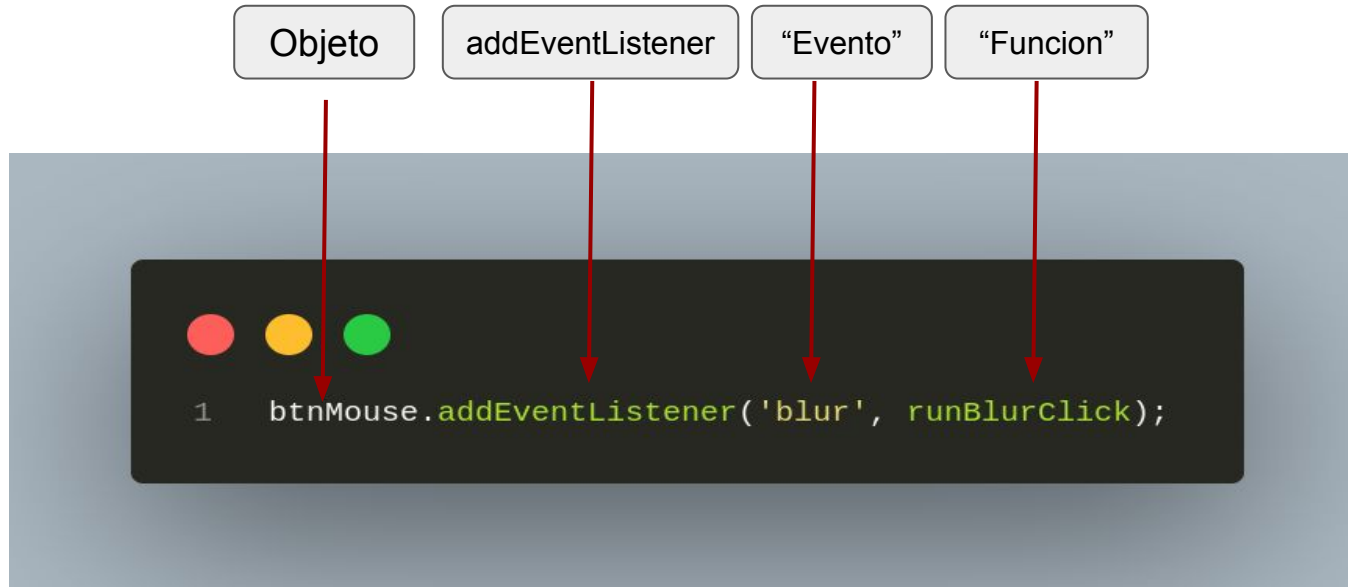 Objeto
addEventListener
“Evento”
“Funcion”
1 btnMouse.addEventListener('blur', runBlurClick);